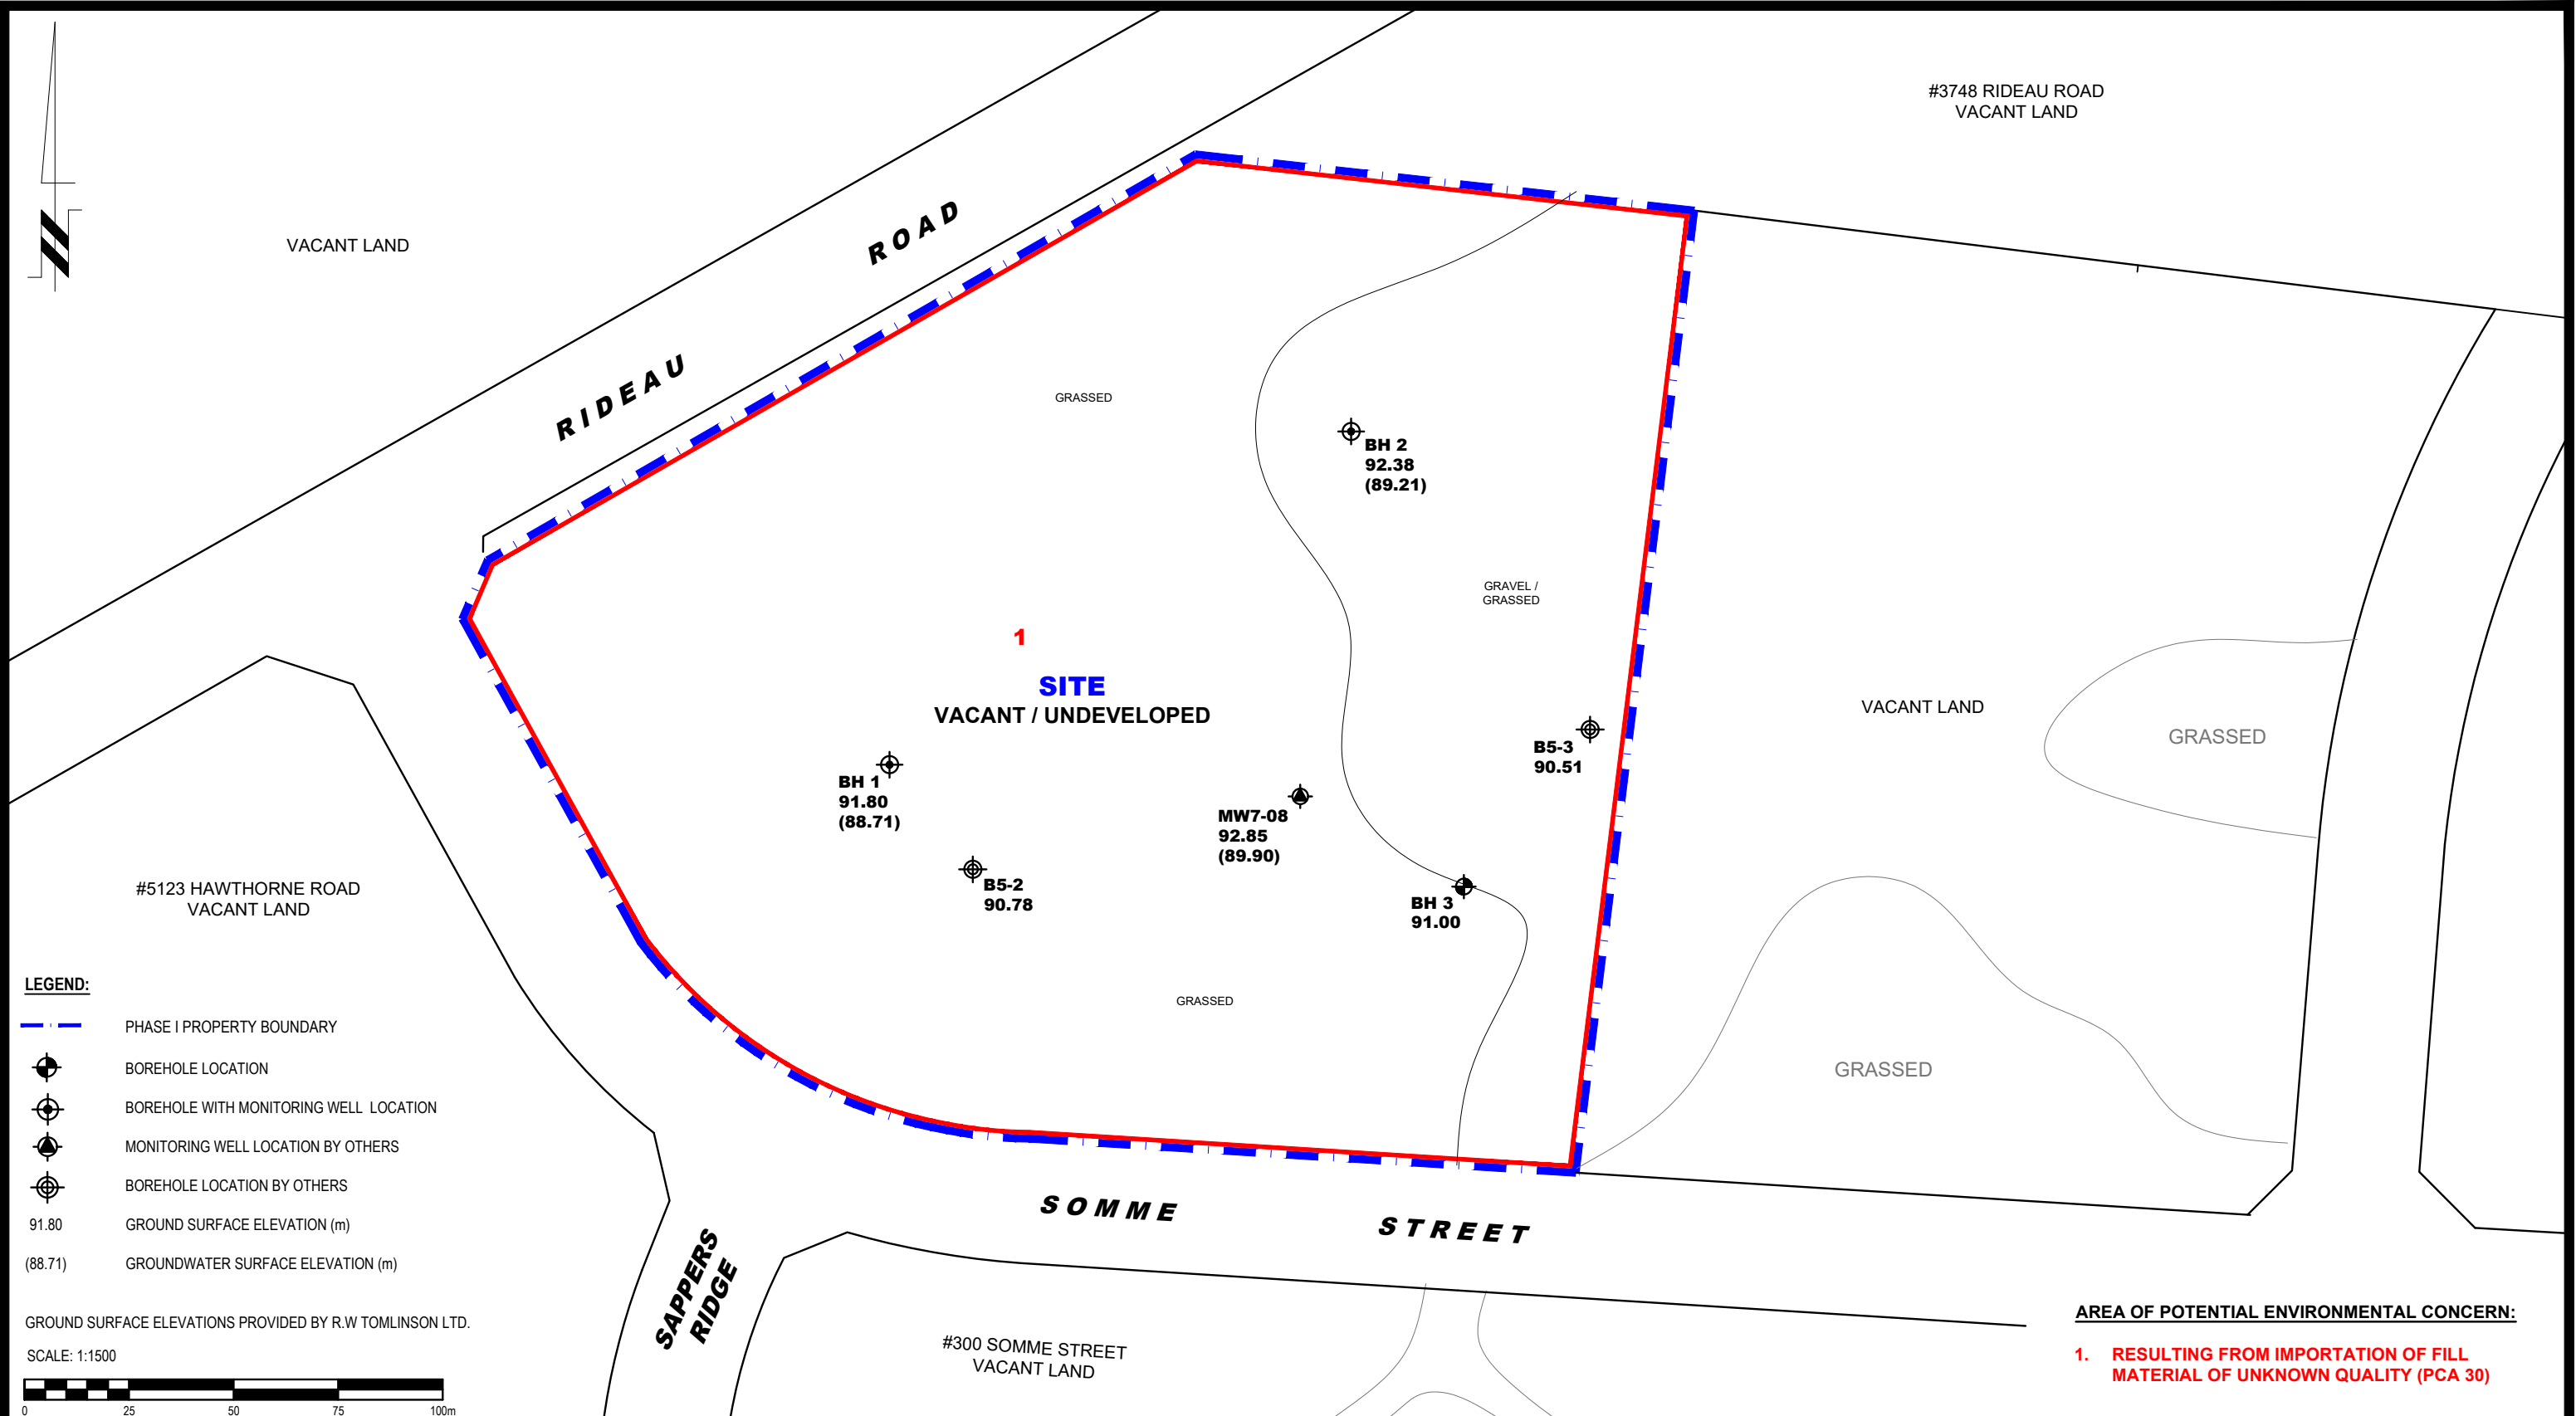 #3748 RIDEAU ROAD
VACANT LAND
VACANT LAND
RIDEAU ROAD
GRASSED
BH 2
92.38
(89.21)
GRAVEL /
GRASSED
1
SITE
VACANT / UNDEVELOPED
VACANT LAND
GRASSED
B5-3
90.51
BH 1
91.80
(88.71)
MW7-08
92.85
(89.90)
B5-2
90.78
BH 3
91.00
#5123 HAWTHORNE ROAD
VACANT LAND
GRASSED
GRASSED
SOMME STREET
SAPPERS
RIDGE
#300 SOMME STREET
VACANT LAND
LEGEND:
PHASE I PROPERTY BOUNDARY
BOREHOLE LOCATION
BOREHOLE WITH MONITORING WELL LOCATION
MONITORING WELL LOCATION BY OTHERS
BOREHOLE LOCATION BY OTHERS
91.80 GROUND SURFACE ELEVATION (m)
(88.71) GROUNDWATER SURFACE ELEVATION (m)
GROUND SURFACE ELEVATIONS PROVIDED BY R.W TOMLINSON LTD.
SCALE: 1:1500
0 25 50 75 100m
AREA OF POTENTIAL ENVIRONMENTAL CONCERN:
1. RESULTING FROM IMPORTATION OF FILL
MATERIAL OF UNKNOWN QUALITY (PCA 30)